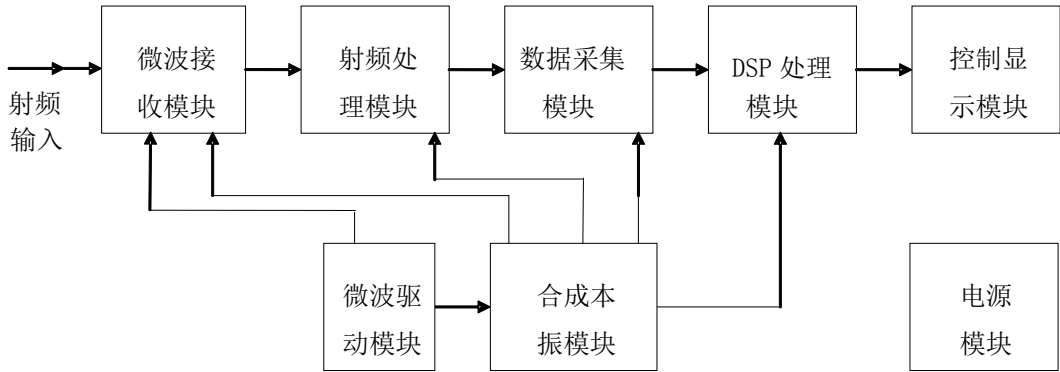 微波接
收模块
射频处
理模块
数据采集
模块
DSP 处理
模块
控制显
示模块
射频
输入
微波驱
动模块
合成本
振模块
电源
模块